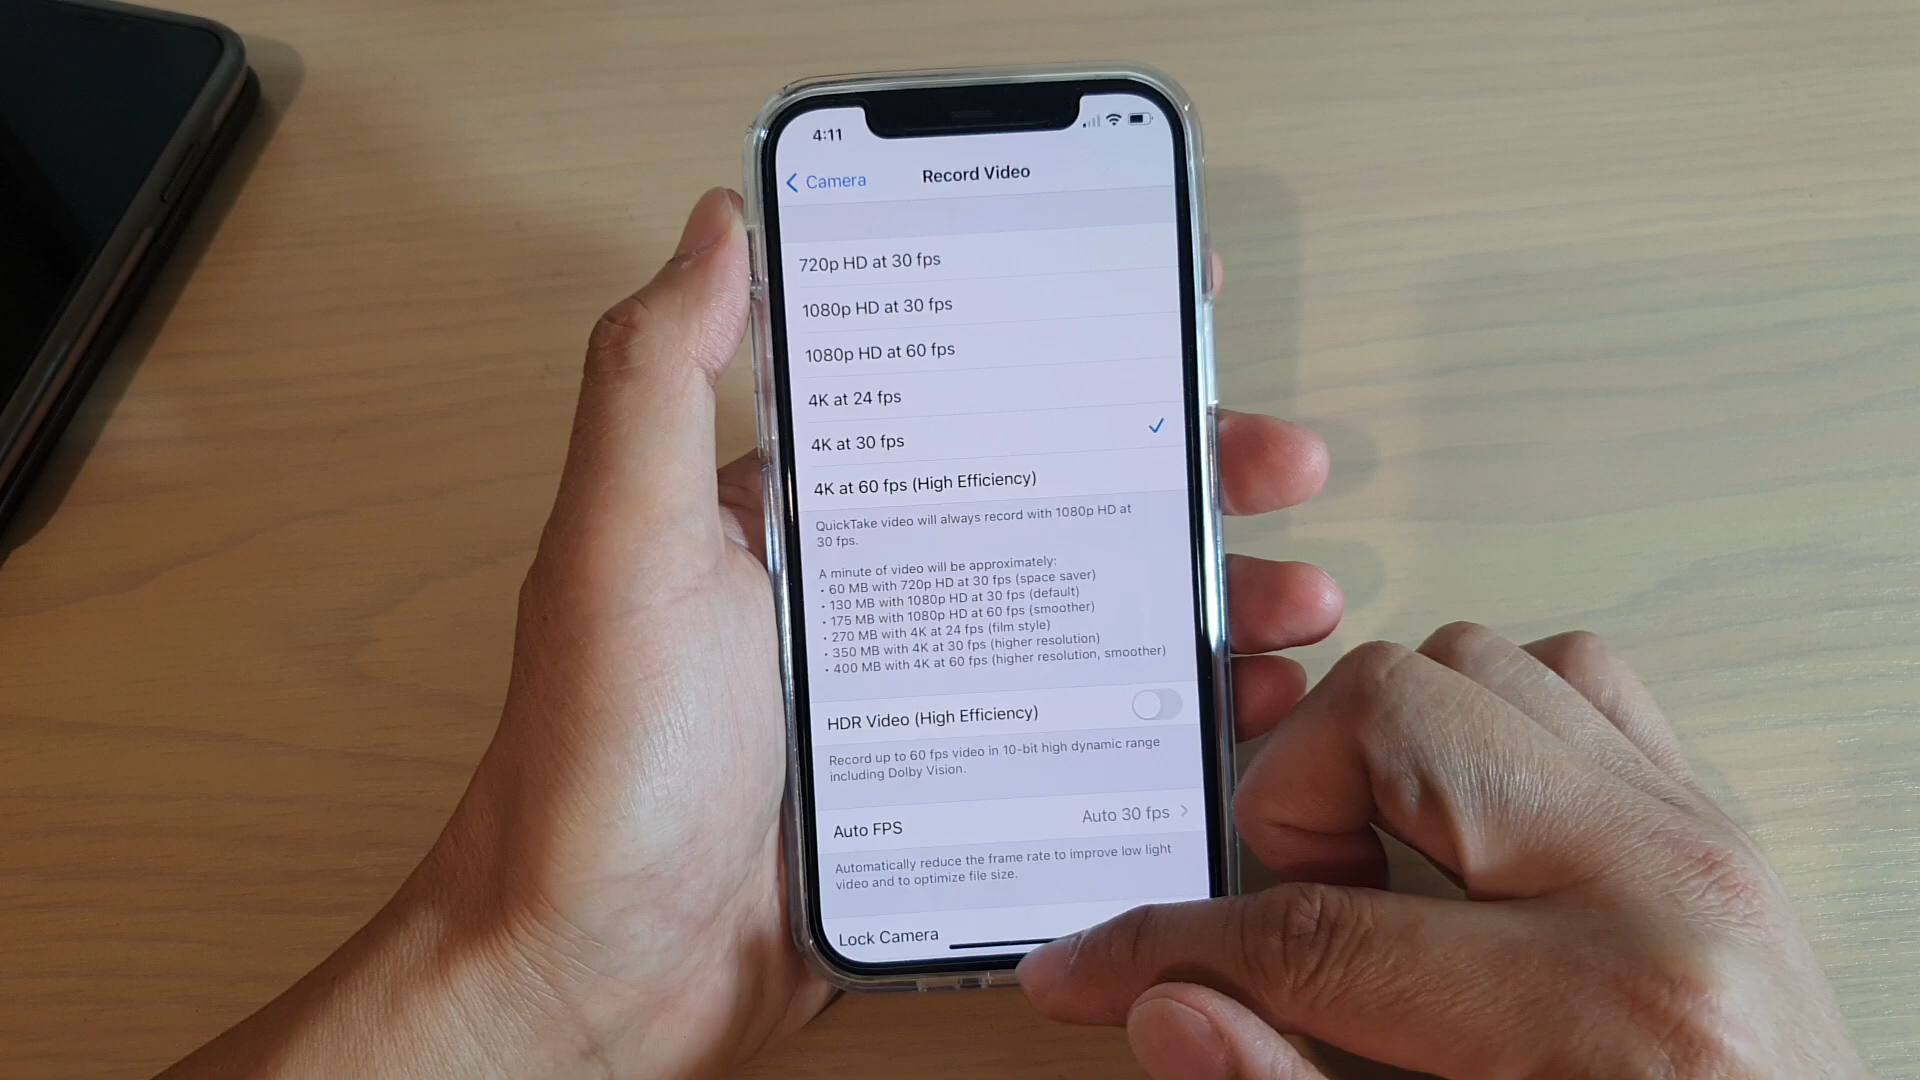 4:11
Camera
Record Video
720p HD at 30 fps
1080p HD at 30 fps
1080p HD at 60 fps
4K at 24 fps
4K at 30 fps
4K at 60 fps (High Efficiency)
QuickTake video will always record with 1080p HD at
30 fps.
A minute of video will be approximately:
• 60 MB with 720p HD at 30 fps (space saver)
• 130 MB with 1080p HD at 30 fps (default)
• 175 MB with 1080p HD at 60 fps (smoother)
• 270 MB with 4K at 24 fps (film style)
• 350 MB with 4K at 30 fps (higher resolution)
• 400 MB with 4K at 60 fps (higher resolution, smoother)
HDR Video (High Efficiency)
Record up to 60 fps video in 10-bit high dynamic range
including Dolby Vision.
Auto FPS
Auto 30 fps
Automatically reduce the frame rate to improve low light
video and to optimize file size.
Lock Camera